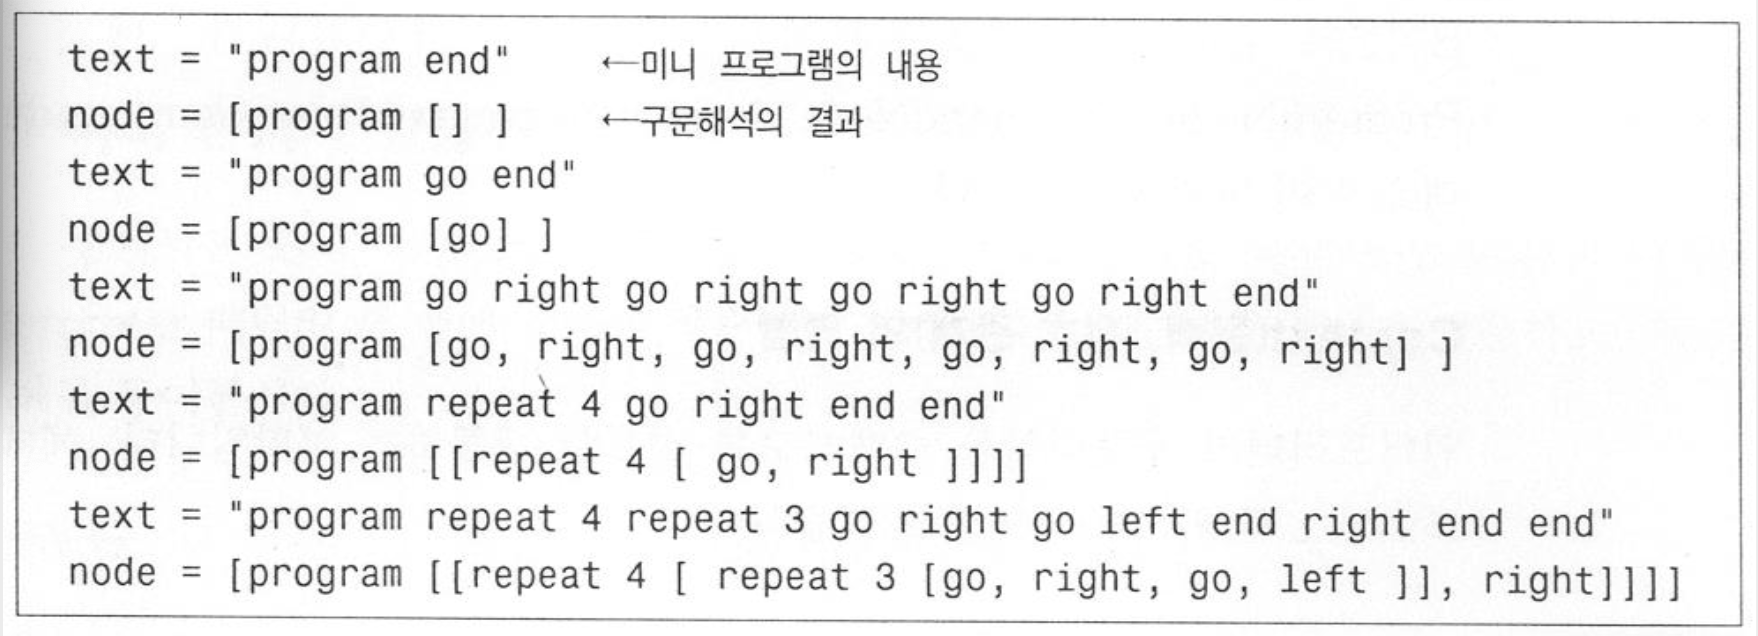 text = "program end" ←미니 프로그램의 내용
node = [program [] ] ←구문해석의 결과
text = "program go end"
node = [program [go] ]
text = "program go right go right go right go right end"
node = [program [go, right, go, right, go, right, go, right] ]
text = "program repeat 4 go right end end"
node = [program [[repeat 4 [ go, right ]]]]
text = "program repeat 4 repeat 3 go right go left end right end end"
node = [program [[repeat 4 [ repeat 3 [go, right, go, left ]], right]]]]